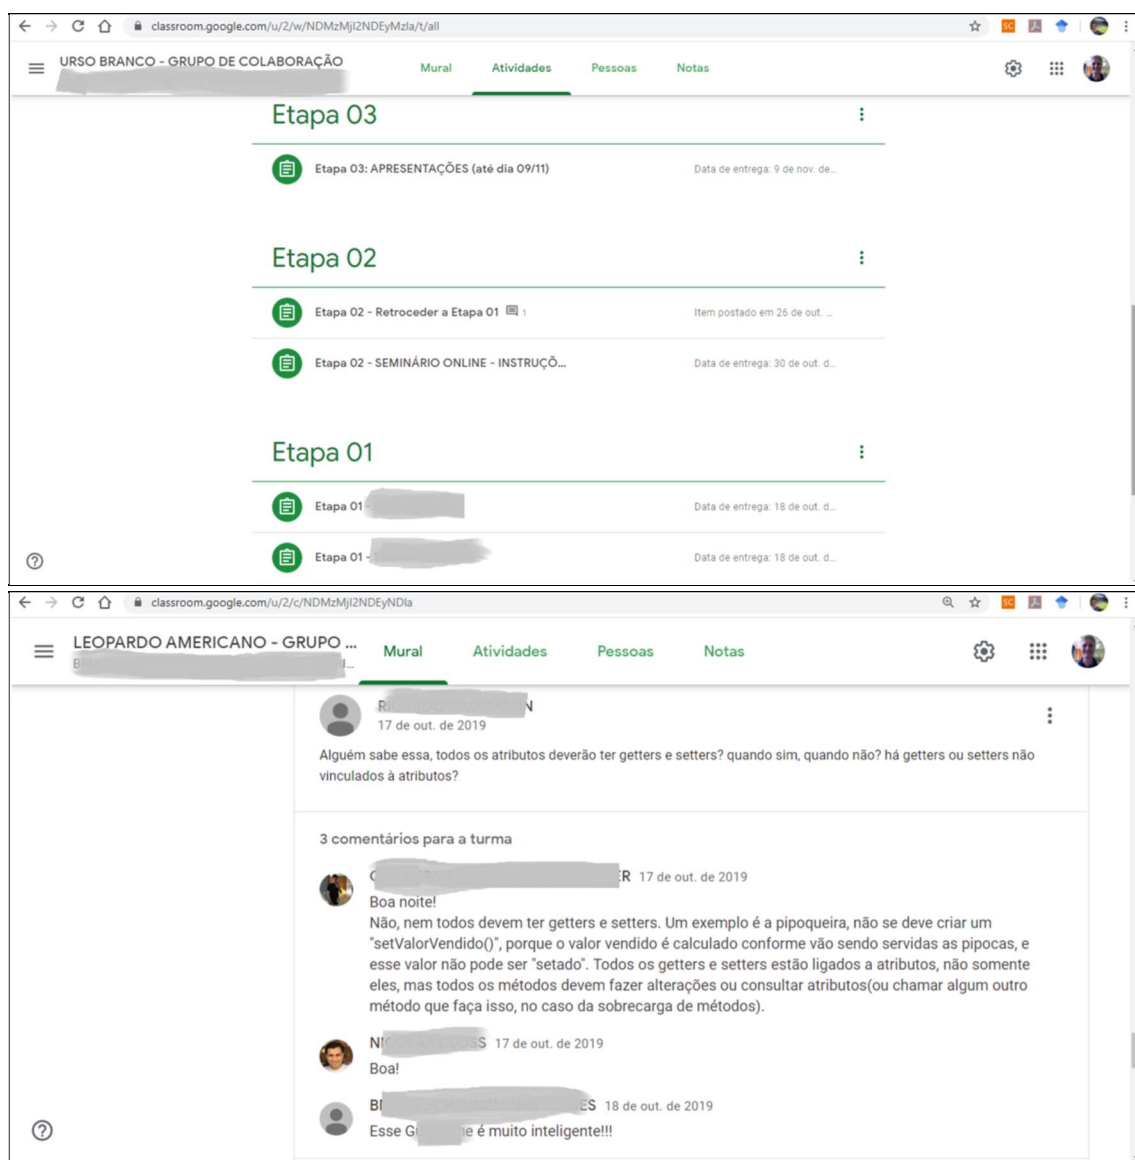 classroom.google.com/u/2/w/NDMzMjI2NDEyMzla/t/all
URSO BRANCO - GRUPO DE COLABORAÇÃO
Mural Atividades Pessoas Notas
Etapa 03
Etapa 03: APRESENTAÇÕES (até dia 09/11) Data de entrega: 9 de nov. de...
Etapa 02
Etapa 02 - Retroceder a Etapa 01 1 Item postado em 26 de out. ...
Etapa 02 - SEMINÁRIO ONLINE - INSTRUÇÕ... Data de entrega: 30 de out. d...
Etapa 01
Etapa 01 - Data de entrega: 18 de out. d...
Etapa 01 - Data de entrega: 18 de out. d...
classroom.google.com/u/2/c/NDMzMjI2NDEyNDla
LEOPARDO AMERICANO - GRUPO ...
Mural Atividades Pessoas Notas
17 de out. de 2019
Alguém sabe essa, todos os atributos deverão ter getters e setters? quando sim, quando não? há getters ou setters não
vinculados à atributos?
3 comentários para a turma
17 de out. de 2019
Boa noite!
Não, nem todos devem ter getters e setters. Um exemplo é a pipoqueira, não se deve criar um
"setValorVendido()", porque o valor vendido é calculado conforme vão sendo servidas as pipocas, e
esse valor não pode ser "setado". Todos os getters e setters estão ligados a atributos, não somente
eles, mas todos os métodos devem fazer alterações ou consultar atributos(ou chamar algum outro
método que faça isso, no caso da sobrecarga de métodos).
17 de out. de 2019
Boa!
18 de out. de 2019
Esse é muito inteligente!!!